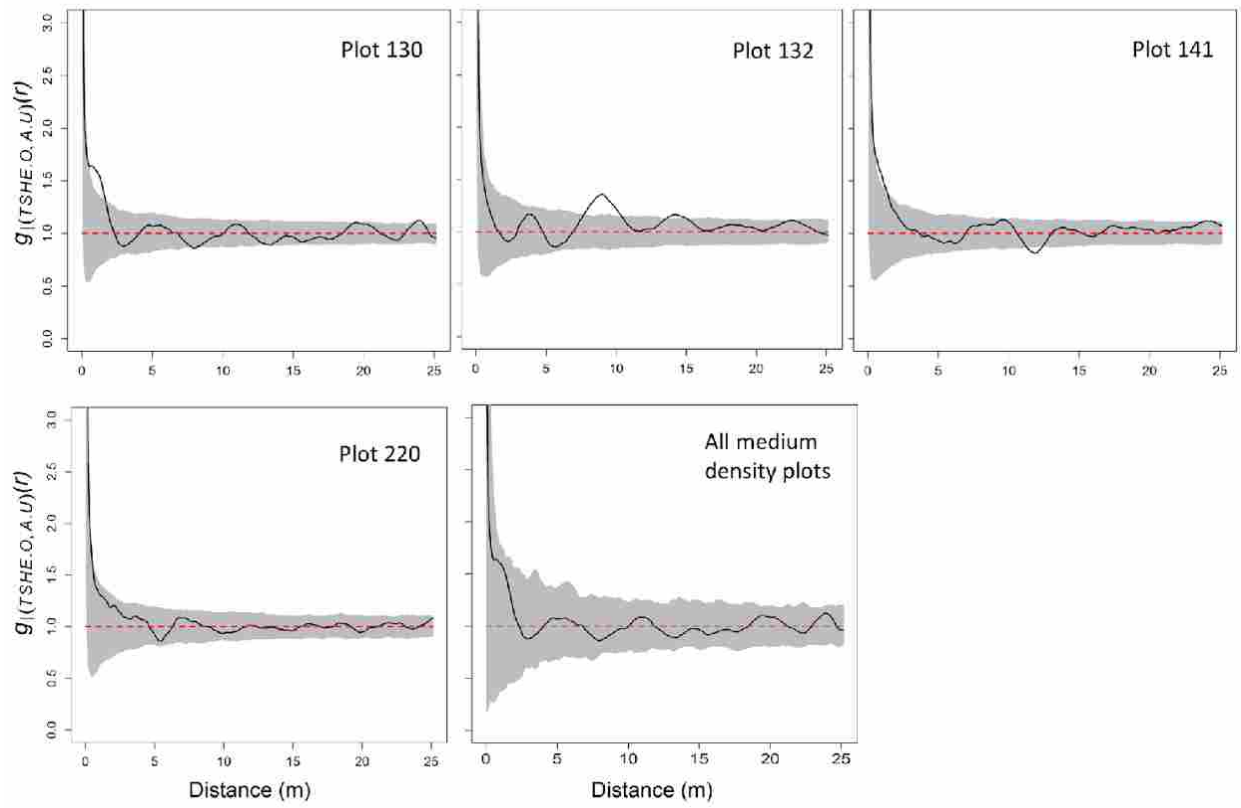 Plot 130
Plot 132
Plot 141
g|(TSHE.O, A.U)(r)
3.0
2.5
2.0
1.5
1.0
0.5
0.0
0 5 10 15 20 25
0 5 10 15 20 25
0 5 10 15 20 25
Plot 220
All medium
density plots
g|(TSHE.O, A.U)(r)
3.0
2.5
2.0
1.5
1.0
0.5
0.0
0 5 10 15 20 25
0 5 10 15 20 25
Distance (m)
Distance (m)